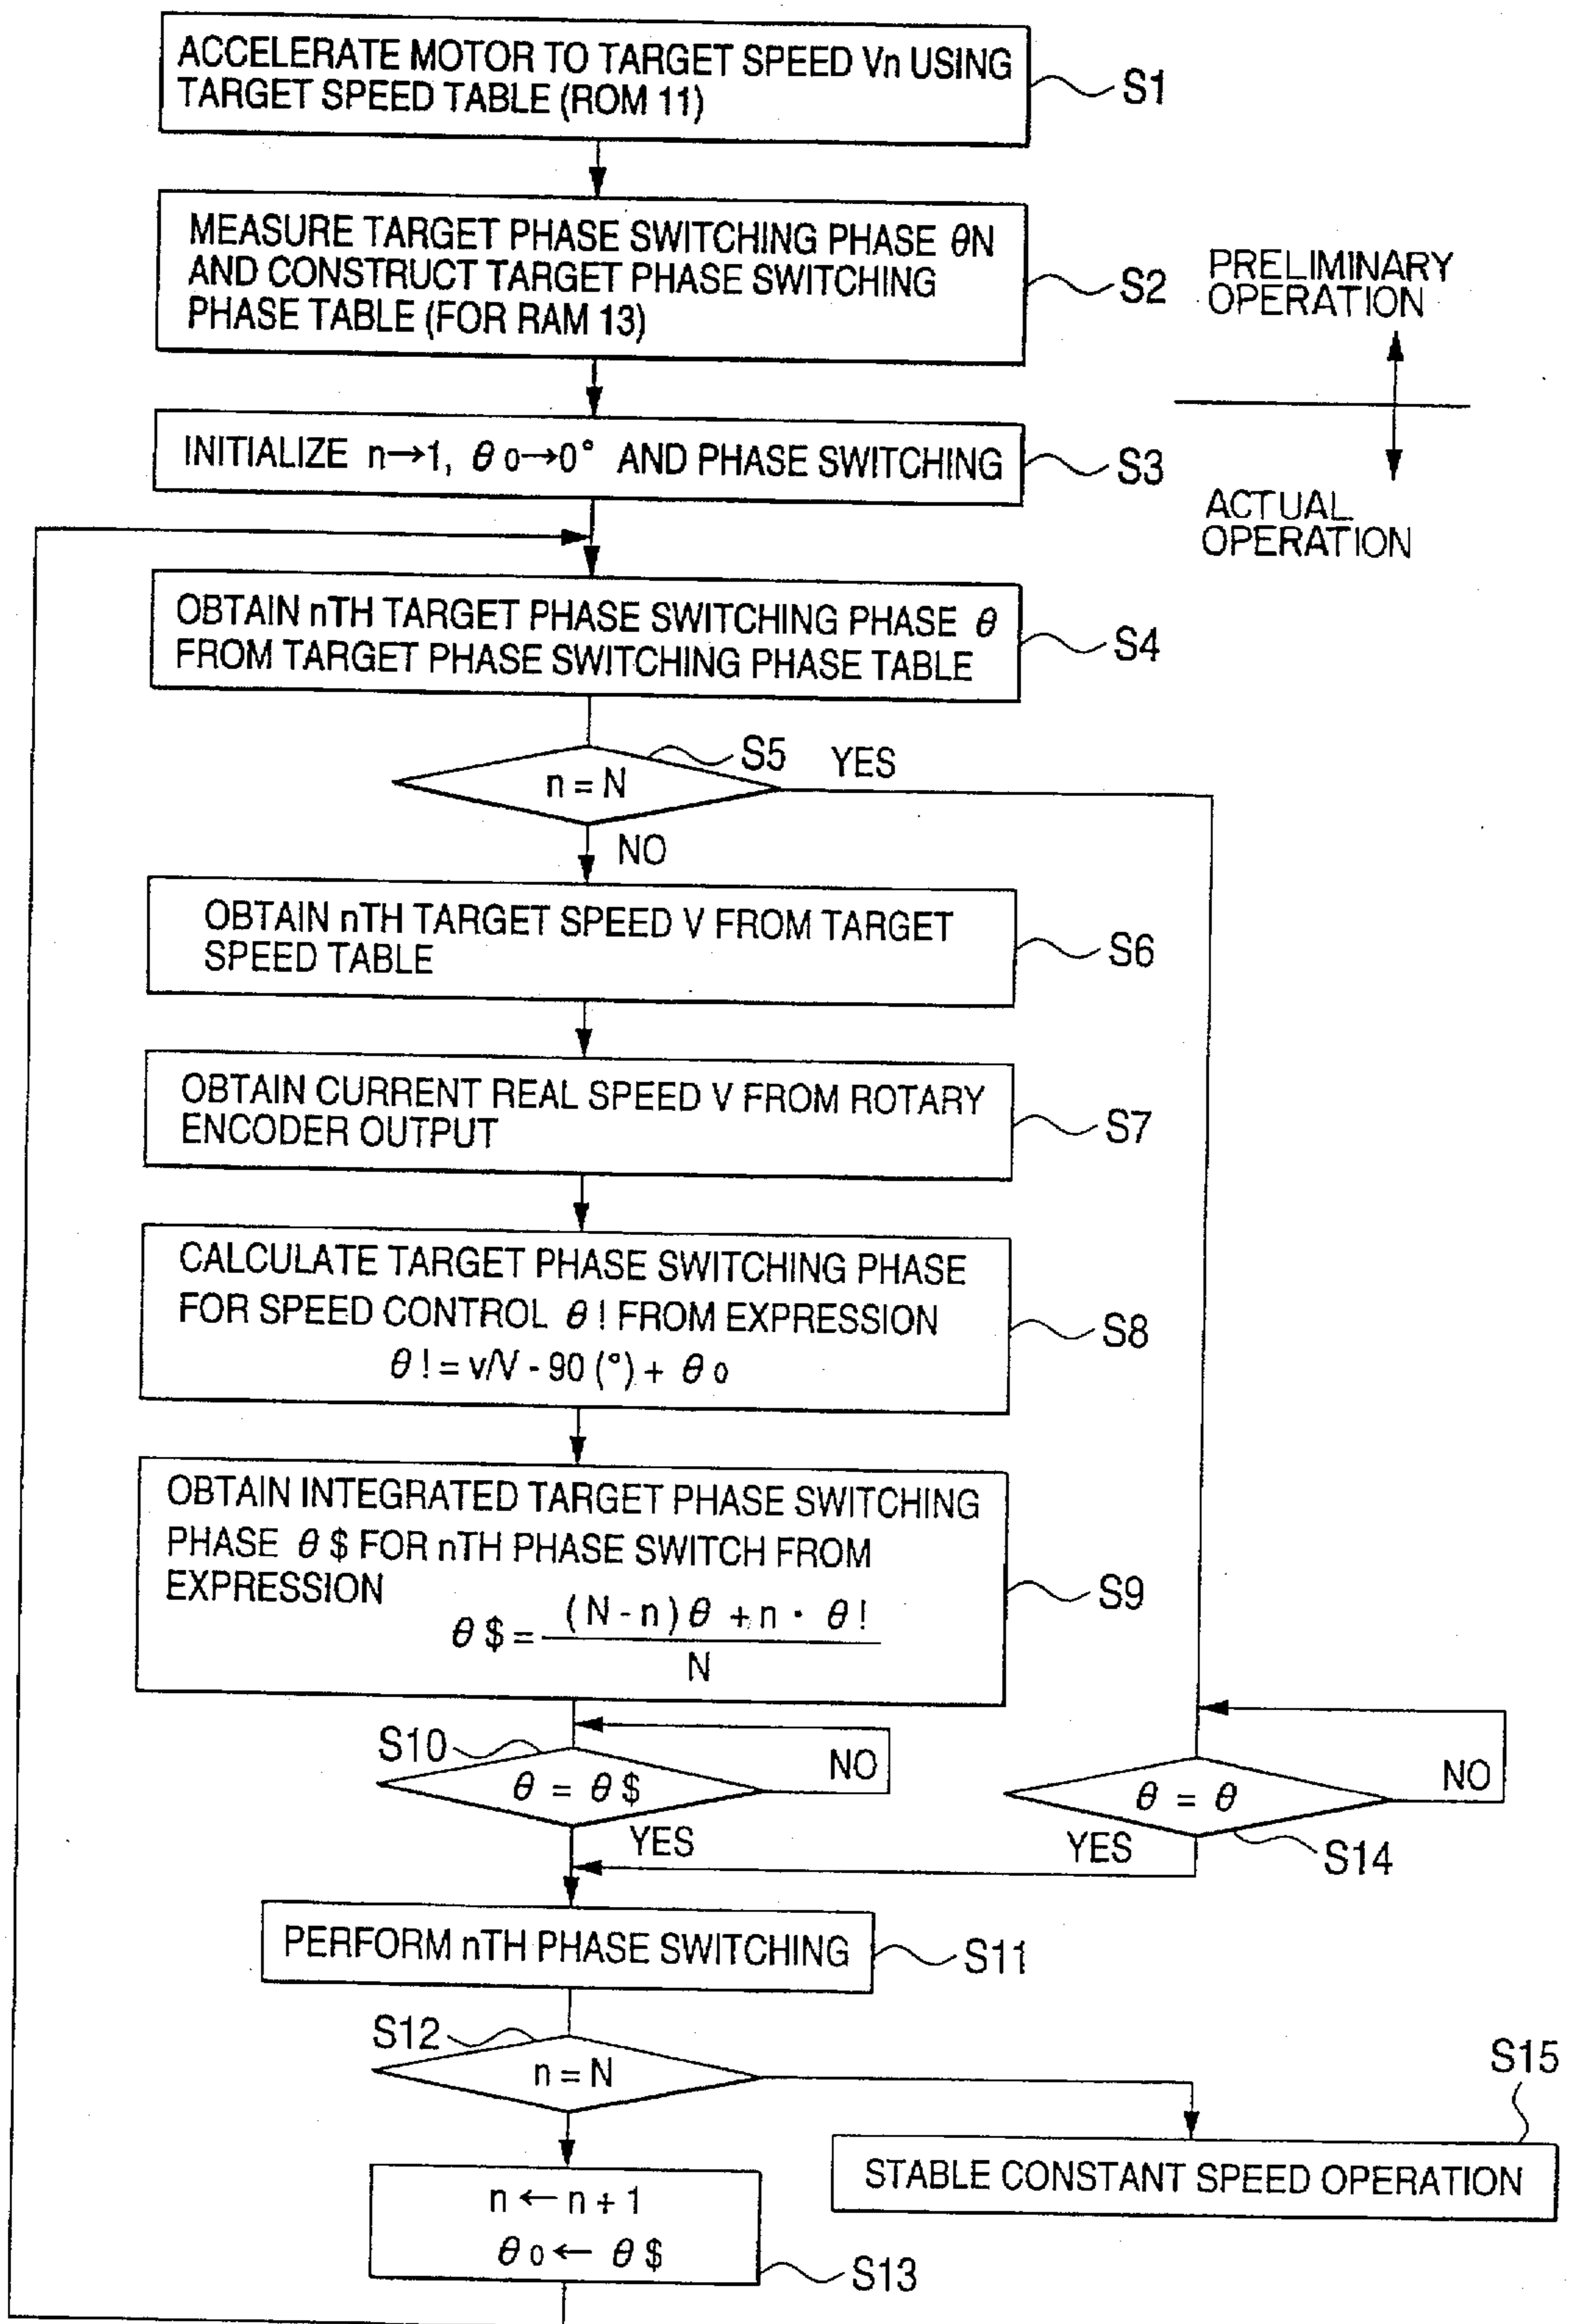 ACCELERATE MOTOR TO TARGET SPEED Vn USING
TARGET SPEED TABLE (ROM 11)
S1
MEASURE TARGET PHASE SWITCHING PHASE θN
AND CONSTRUCT TARGET PHASE SWITCHING
PHASE TABLE (FOR RAM 13)
S2
PRELIMINARY
OPERATION
INITIALIZE n→1, θ0→0° AND PHASE SWITCHING
S3
ACTUAL
OPERATION
OBTAIN nTH TARGET PHASE SWITCHING PHASE θ
FROM TARGET PHASE SWITCHING PHASE TABLE
S4
S5
YES
n = N
NO
OBTAIN nTH TARGET SPEED V FROM TARGET
SPEED TABLE
S6
OBTAIN CURRENT REAL SPEED V FROM ROTARY
ENCODER OUTPUT
S7
CALCULATE TARGET PHASE SWITCHING PHASE
FOR SPEED CONTROL θ! FROM EXPRESSION
θ! = v/V - 90 (°) + θ0
S8
OBTAIN INTEGRATED TARGET PHASE SWITCHING
PHASE θ$ FOR nTH PHASE SWITCH FROM
EXPRESSION
θ$ = (N-n)θ + n · θ!
N
S9
S10
θ = θ$
NO
YES
θ = θ
NO
YES
S14
PERFORM nTH PHASE SWITCHING
S11
S12
n = N
S15
STABLE CONSTANT SPEED OPERATION
n ← n + 1
θ0 ← θ$
S13